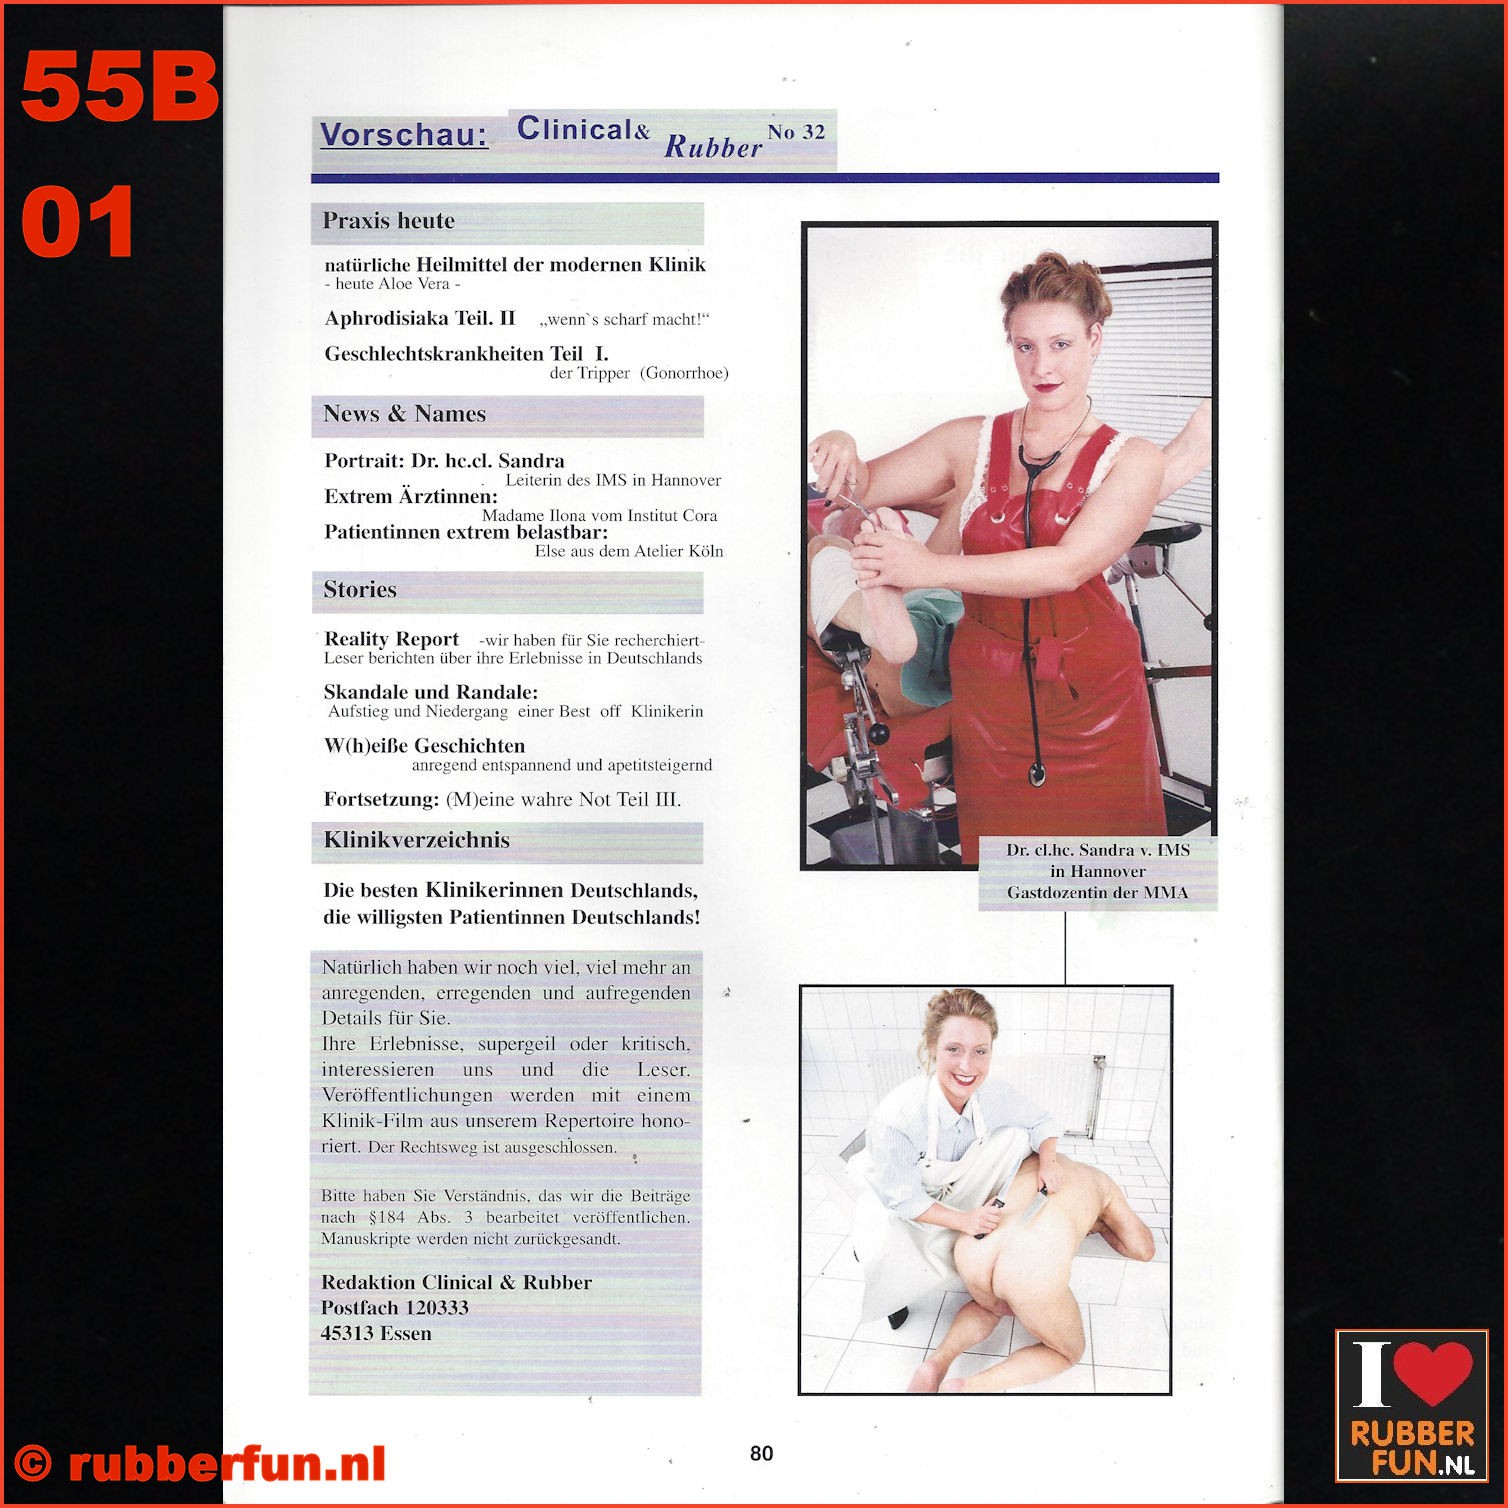 55B
01
Vorschau: Clinical & Rubber No 32
Praxis heute
natürliche Heilmittel der modernen Klinik
- heute Aloe Vera -
Aphrodisiaka Teil. II „wenn`s scharf macht!“
Geschlechtskrankheiten Teil I.
der Tripper (Gonorrhoe)
News & Names
Portrait: Dr. hc.cl. Sandra
Leiterin des IMS in Hannover
Extrem Ärztinnen:
Madame Ilona vom Institut Cora
Patientinnen extrem belastbar:
Else aus dem Atelier Köln
Stories
Reality Report -wir haben für Sie recherchiert-
Leser berichten über ihre Erlebnisse in Deutschlands
Skandale und Randale:
Aufstieg und Niedergang einer Best off Klinikerin
W(h)eiße Geschichten
anregend entspannend und apetitsteigernd
Fortsetzung: (M)eine wahre Not Teil III.
Klinikverzeichnis
Die besten Klinikerinnen Deutschlands,
die willigsten Patientinnen Deutschlands!
Natürlich haben wir noch viel, viel mehr an
anregenden, erregenden und aufregenden
Details für Sie.
Ihre Erlebnisse, supergeil oder kritisch,
interessieren uns und die Leser.
Veröffentlichungen werden mit einem
Klinik-Film aus unserem Repertoire hono-
riert. Der Rechtsweg ist ausgeschlossen.
Bitte haben Sie Verständnis, das wir die Beiträge
nach §184 Abs. 3 bearbeitet veröffentlichen.
Manuskripte werden nicht zurückgesandt.
Redaktion Clinical & Rubber
Postfach 120333
45313 Essen
Dr. cl.hc. Sandra v. IMS
in Hannover
Gastdozentin der MMA
80
© rubberfun.nl
I
RUBBER
FUN.NL